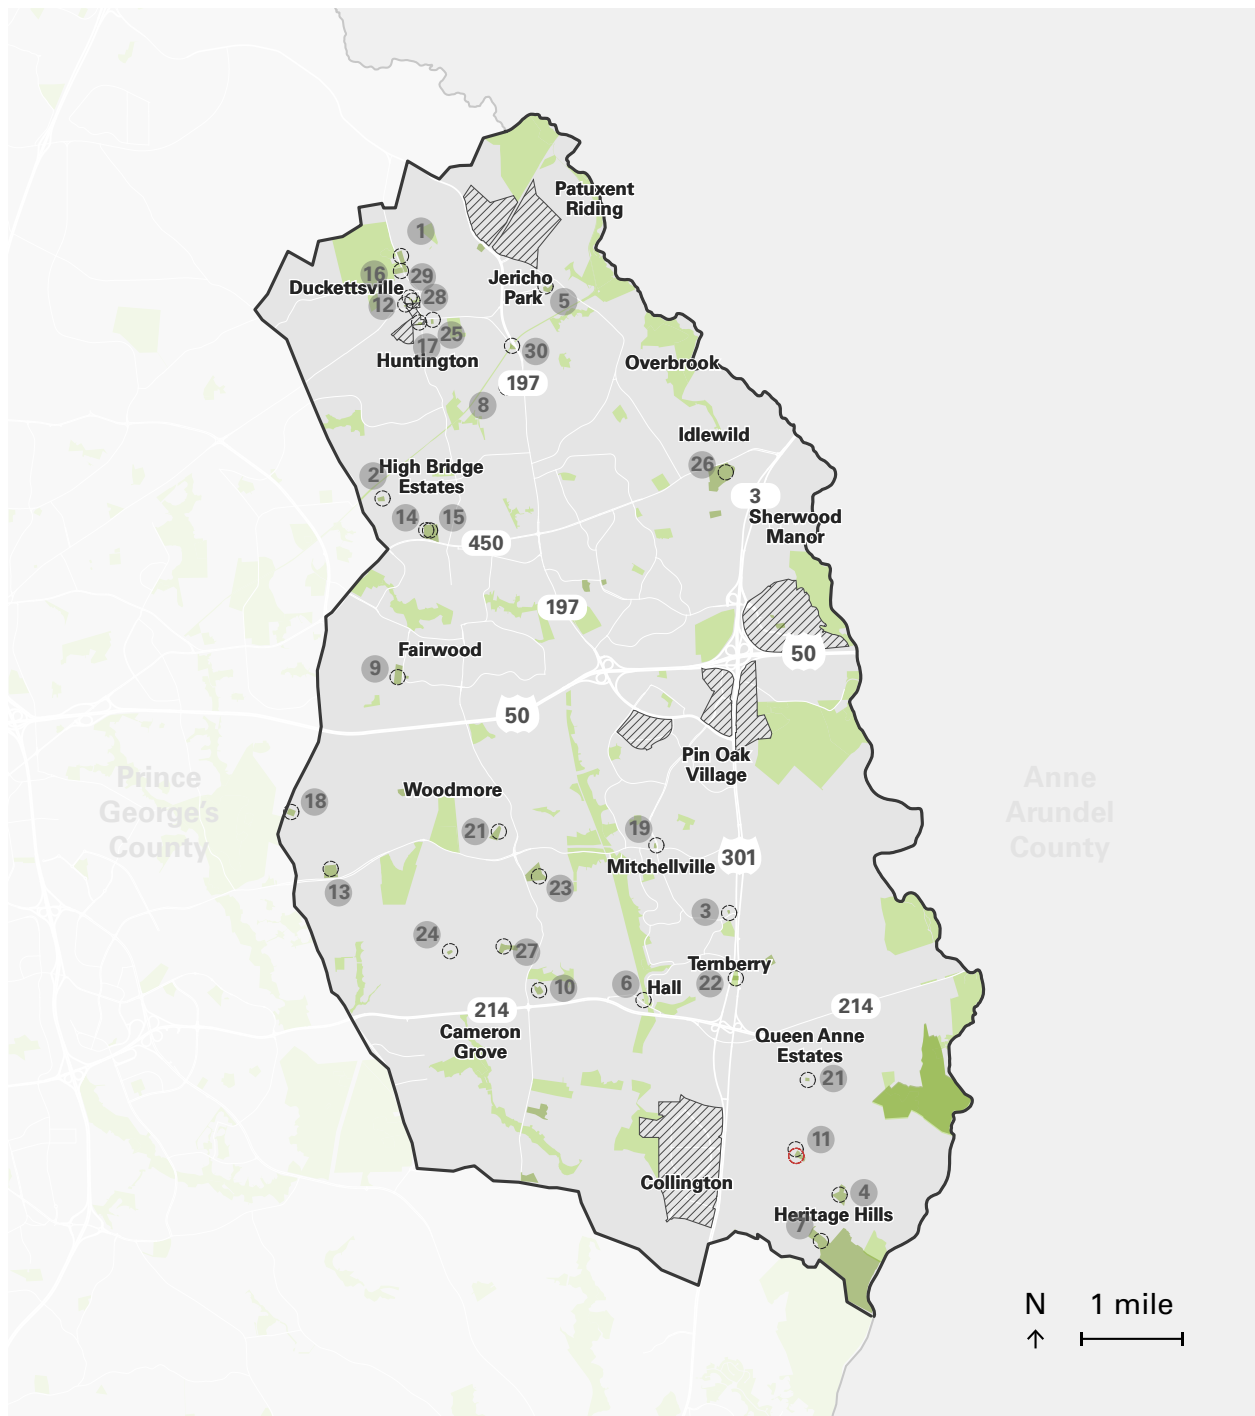 Patuxent
Riding
1
16
29
Duckettsville
Jericho
Park
12
28
5
25
17
Huntington
30
Overbrook
197
8
Idlewild
26
2
High Bridge
Estates
3
Sherwood
Manor
14
15
450
197
Fairwood
9
50
50
Pin Oak
Village
Prince
George's
County
Anne
Arundel
County
Woodmore
18
21
19
Mitchellville
301
13
23
3
24
27
Ternberry
22
6
Hall
10
214
214
Cameron
Grove
Queen Anne
Estates
21
11
Collington
4
Heritage Hills
7
N
1 mile